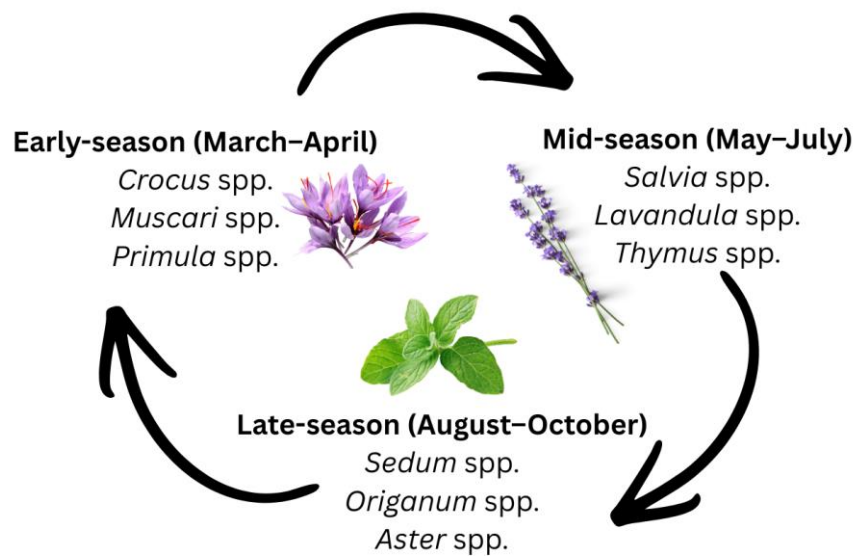 Early-season (March–April)
Crocus spp.
Muscari spp.
Primula spp.
Mid-season (May–July)
Salvia spp.
Lavandula spp.
Thymus spp.
Late-season (August–October)
Sedum spp.
Origanum spp.
Aster spp.